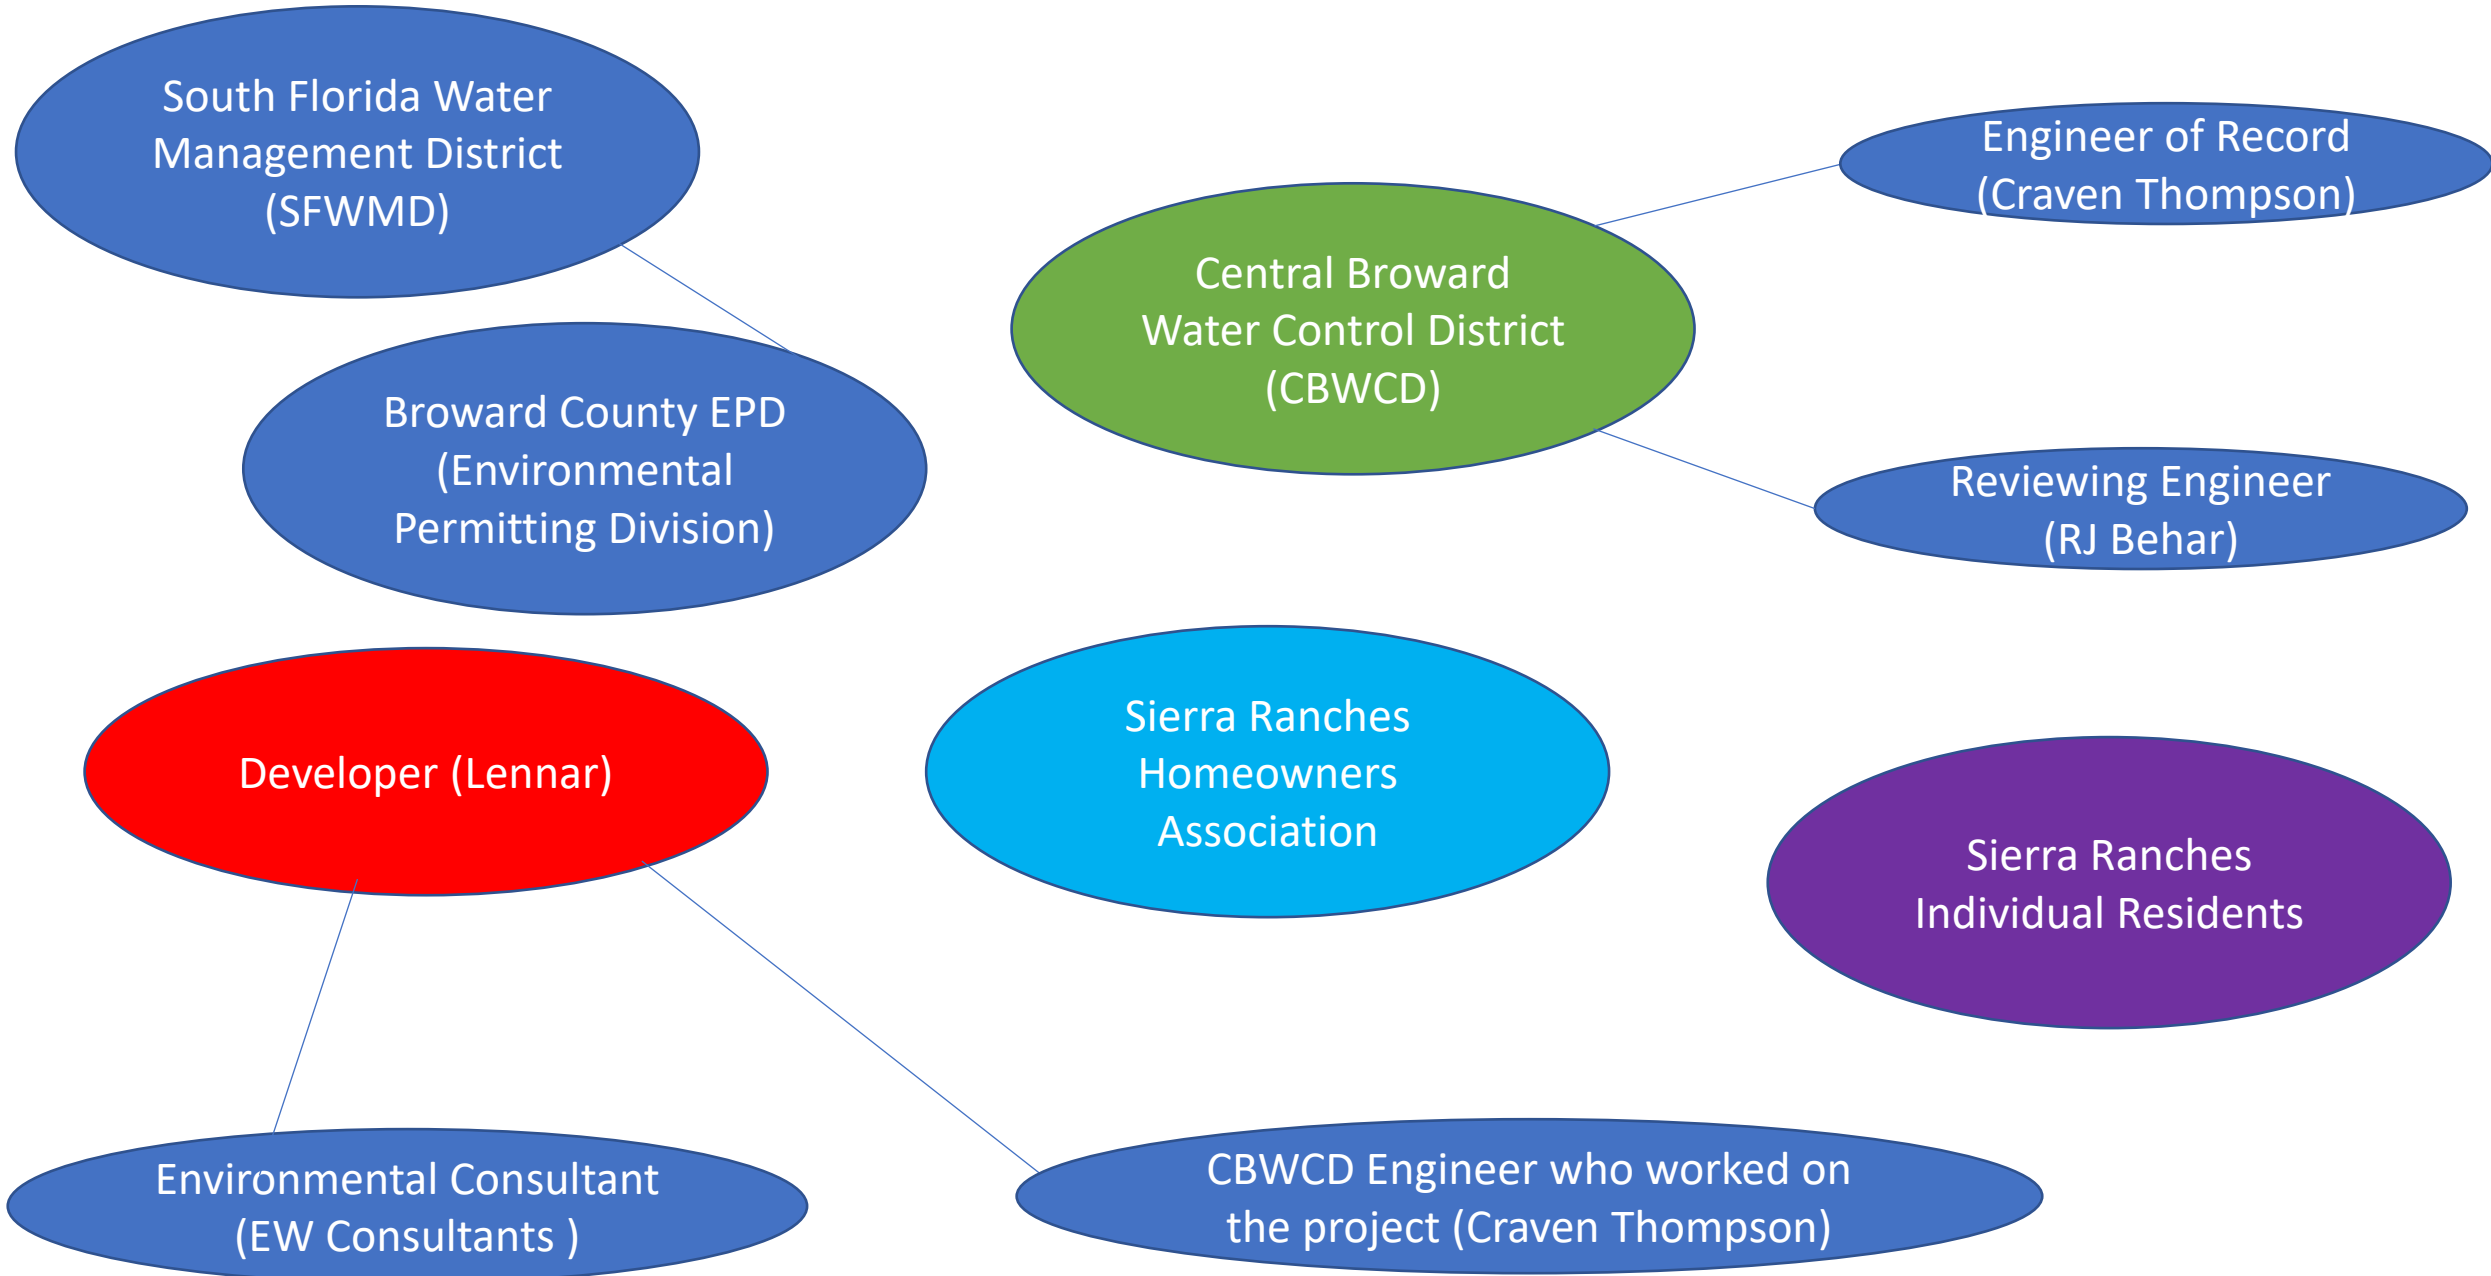 South Florida Water
Management District
(SFWMD)
Engineer of Record
(Craven Thompson)
Central Broward
Water Control District
(CBWCD)
Broward County EPD
(Environmental
Permitting Division)
Reviewing Engineer
(RJ Behar)
Developer (Lennar)
Sierra Ranches
Homeowners
Association
Sierra Ranches
Individual Residents
Environmental Consultant
(EW Consultants )
CBWCD Engineer who worked on
the project (Craven Thompson)